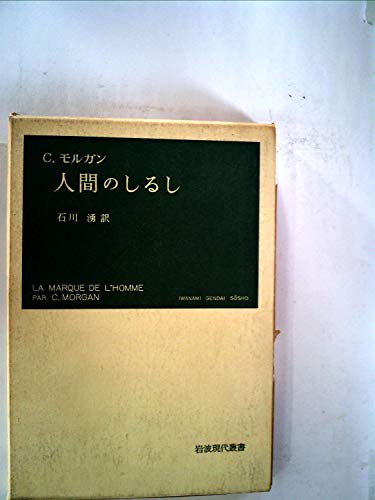 C. モルガン
人間のしるし
石川 湧 訳
LA MARQUE DE L'HOMME
PAR C. MORGAN
IWANAMI GENDAI SŌSHO
岩波現代叢書